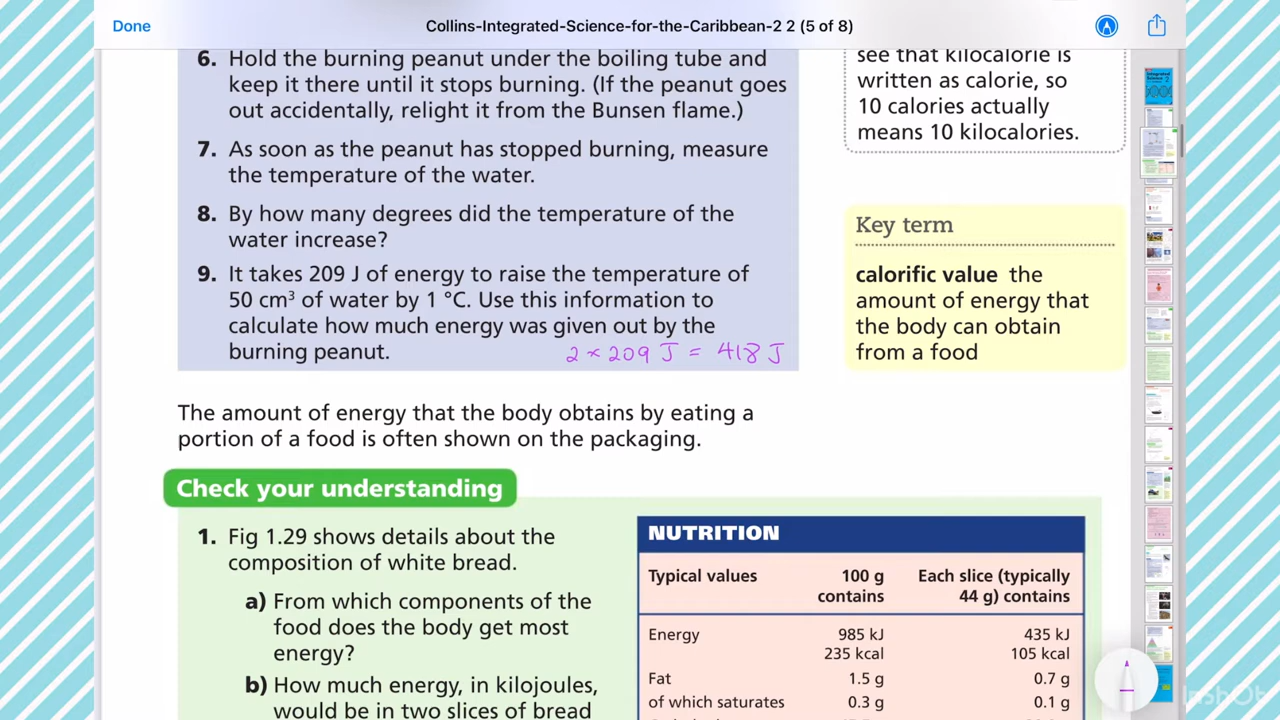 Done
Collins-Integrated-Science-for-the-Caribbean-2 2 (5 of 8)
6. Hold the burning peanut under the boiling tube and
keep it there until it stops burning. (If the peanut goes
out accidentally, relight it from the Bunsen flame.)
7. As soon as the peanut has stopped burning, measure
the temperature of the water.
8. By how many degrees did the temperature of the
water increase?
9. It takes 209 J of energy to raise the temperature of
50 cm³ of water by 1 °C. Use this information to
calculate how much energy was given out by the
burning peanut.
2 × 209 J = 418 J
see that kilocalorie is
written as calorie, so
10 calories actually
means 10 kilocalories.
Key term
calorific value the
amount of energy that
the body can obtain
from a food
The amount of energy that the body obtains by eating a
portion of a food is often shown on the packaging.
Check your understanding
1. Fig 1.29 shows details about the
composition of white bread.
a) From which components of the
food does the body get most
energy?
b) How much energy, in kilojoules,
would be in two slices of bread
NUTRITION
Typical values 100 g Each slice (typically
contains 44 g) contains
Energy 985 kJ 435 kJ
235 kcal 105 kcal
Fat 1.5 g 0.7 g
of which saturates 0.3 g 0.1 g
InShOt